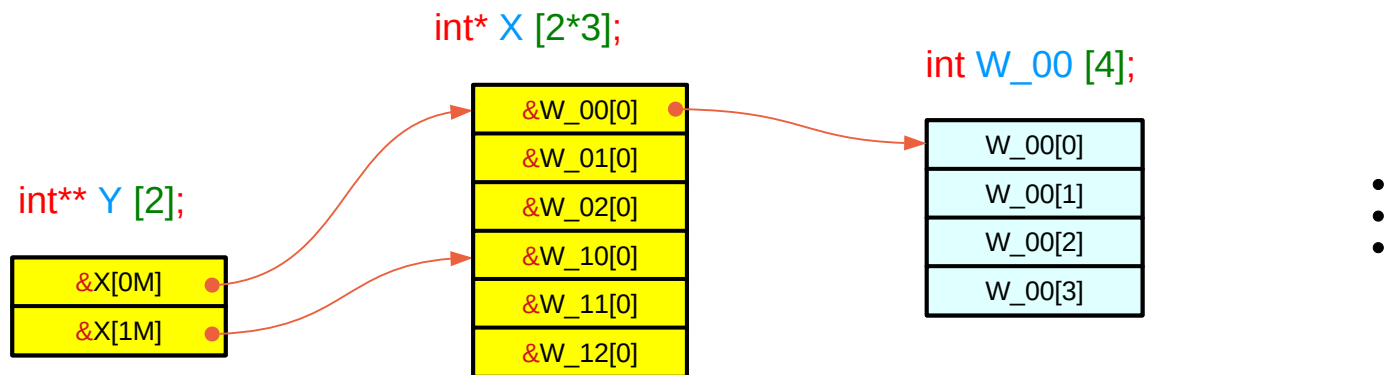 int* X [2*3];
int W_00 [4];
int** Y [2];
&X[0M]
&X[1M]
&W_00[0]
&W_01[0]
&W_02[0]
&W_10[0]
&W_11[0]
&W_12[0]
W_00[0]
W_00[1]
W_00[2]
W_00[3]